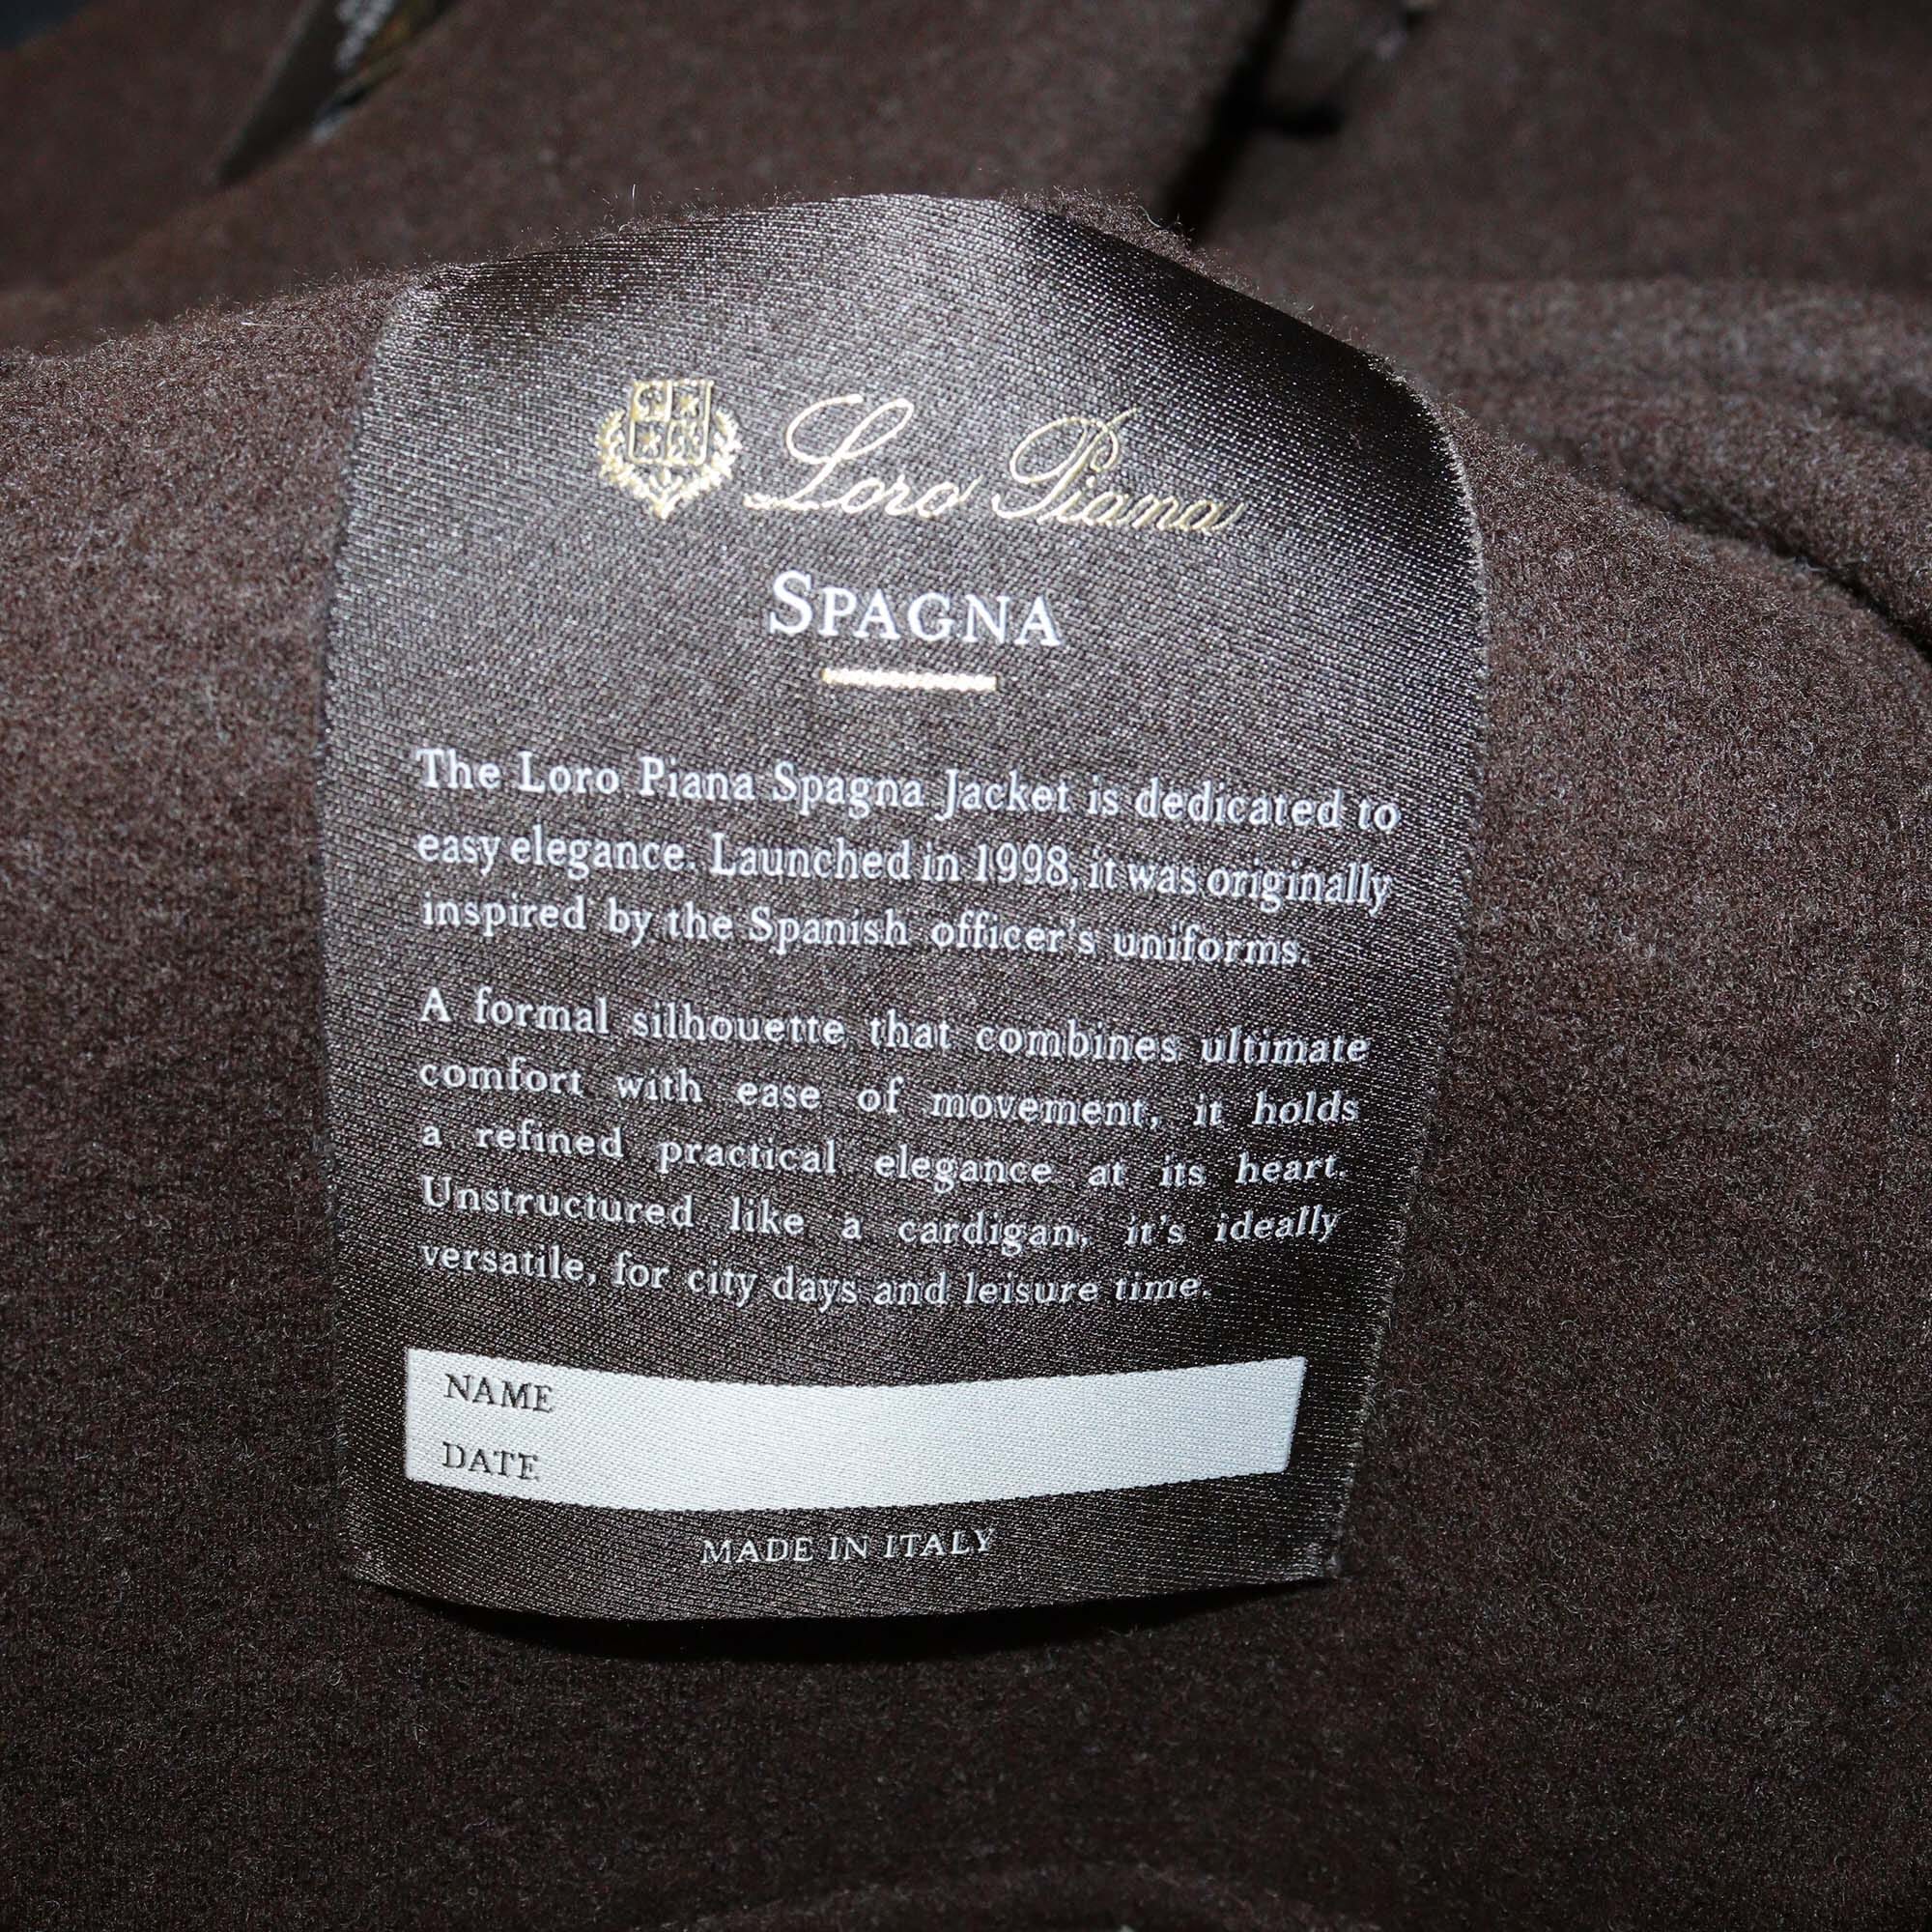 Loro Piana
SPAGNA
The Loro Piana Spagna Jacket is dedicated to
easy elegance. Launched in 1998, it was originally
inspired by the Spanish officer's uniforms.
A formal silhouette that combines ultimate
comfort with ease of movement, it holds
a refined practical elegance at its heart.
Unstructured like a cardigan, it's ideally
versatile, for city days and leisure time.
NAME
DATE
MADE IN ITALY